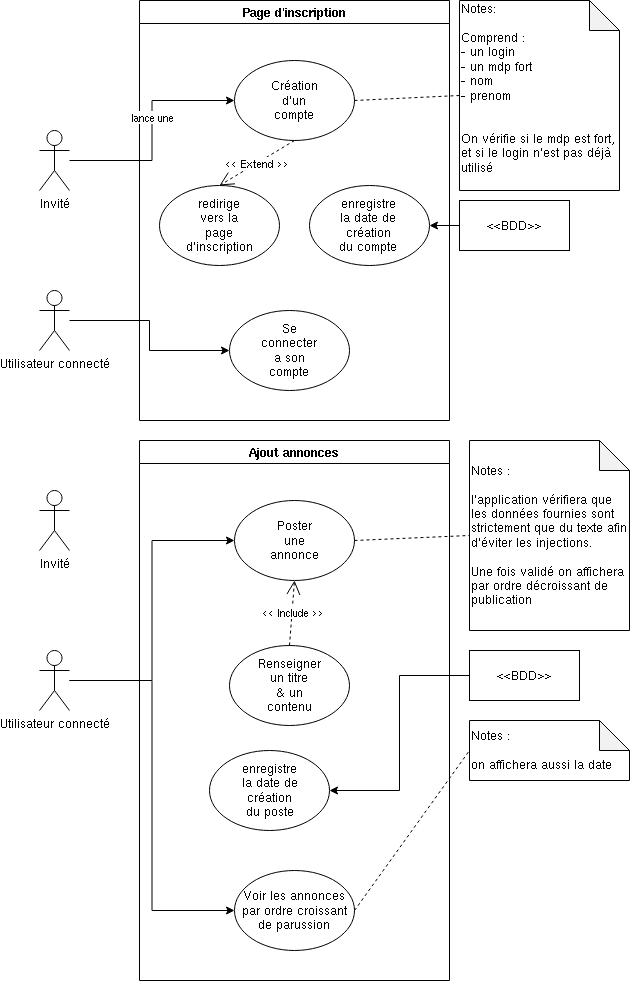 Page d'inscription
Notes:
Comprend :
- un login
- un mdp fort
- nom
- prenom
On vérifie si le mdp est fort,
et si le login n'est pas déjà
utilisé
Création
d'un
compte
lance une
Invité
<< Extend >>
redirige
vers la
page
d'inscription
enregistre
la date de
création
du compte
<<BDD>>
Utilisateur connecté
Se
connecter
a son
compte
Ajout annonces
Notes :
l'application vérifiera que
les données fournies sont
strictement que du texte afin
d'éviter les injections.
Une fois validé on affichera
par ordre décroissant de
publication
Poster
une
annonce
Invité
<< Include >>
Renseigner
un titre
& un
contenu
<<BDD>>
Utilisateur connecté
Notes :
on affichera aussi la date
enregistre
la date de
création
du poste
Voir les annonces
par ordre croissant
de parussion